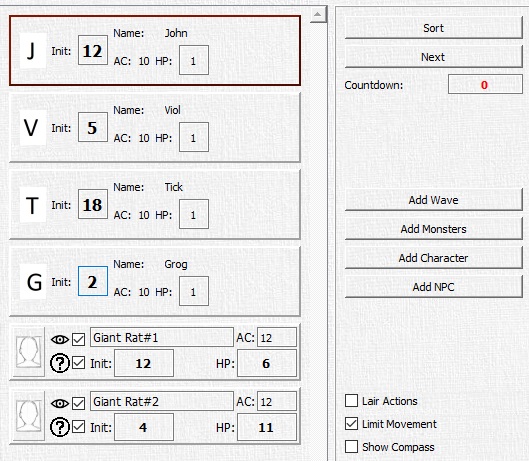 J Init: 12 Name: John
AC: 10 HP: 1
V Init: 5 Name: Viol
AC: 10 HP: 1
T Init: 18 Name: Tick
AC: 10 HP: 1
G Init: 2 Name: Grog
AC: 10 HP: 1
Giant Rat#1 AC: 12
? Init: 12 HP: 6
Giant Rat#2 AC: 12
? Init: 4 HP: 11
Sort
Next
Countdown: 0
Add Wave
Add Monsters
Add Character
Add NPC
Lair Actions
Limit Movement
Show Compass